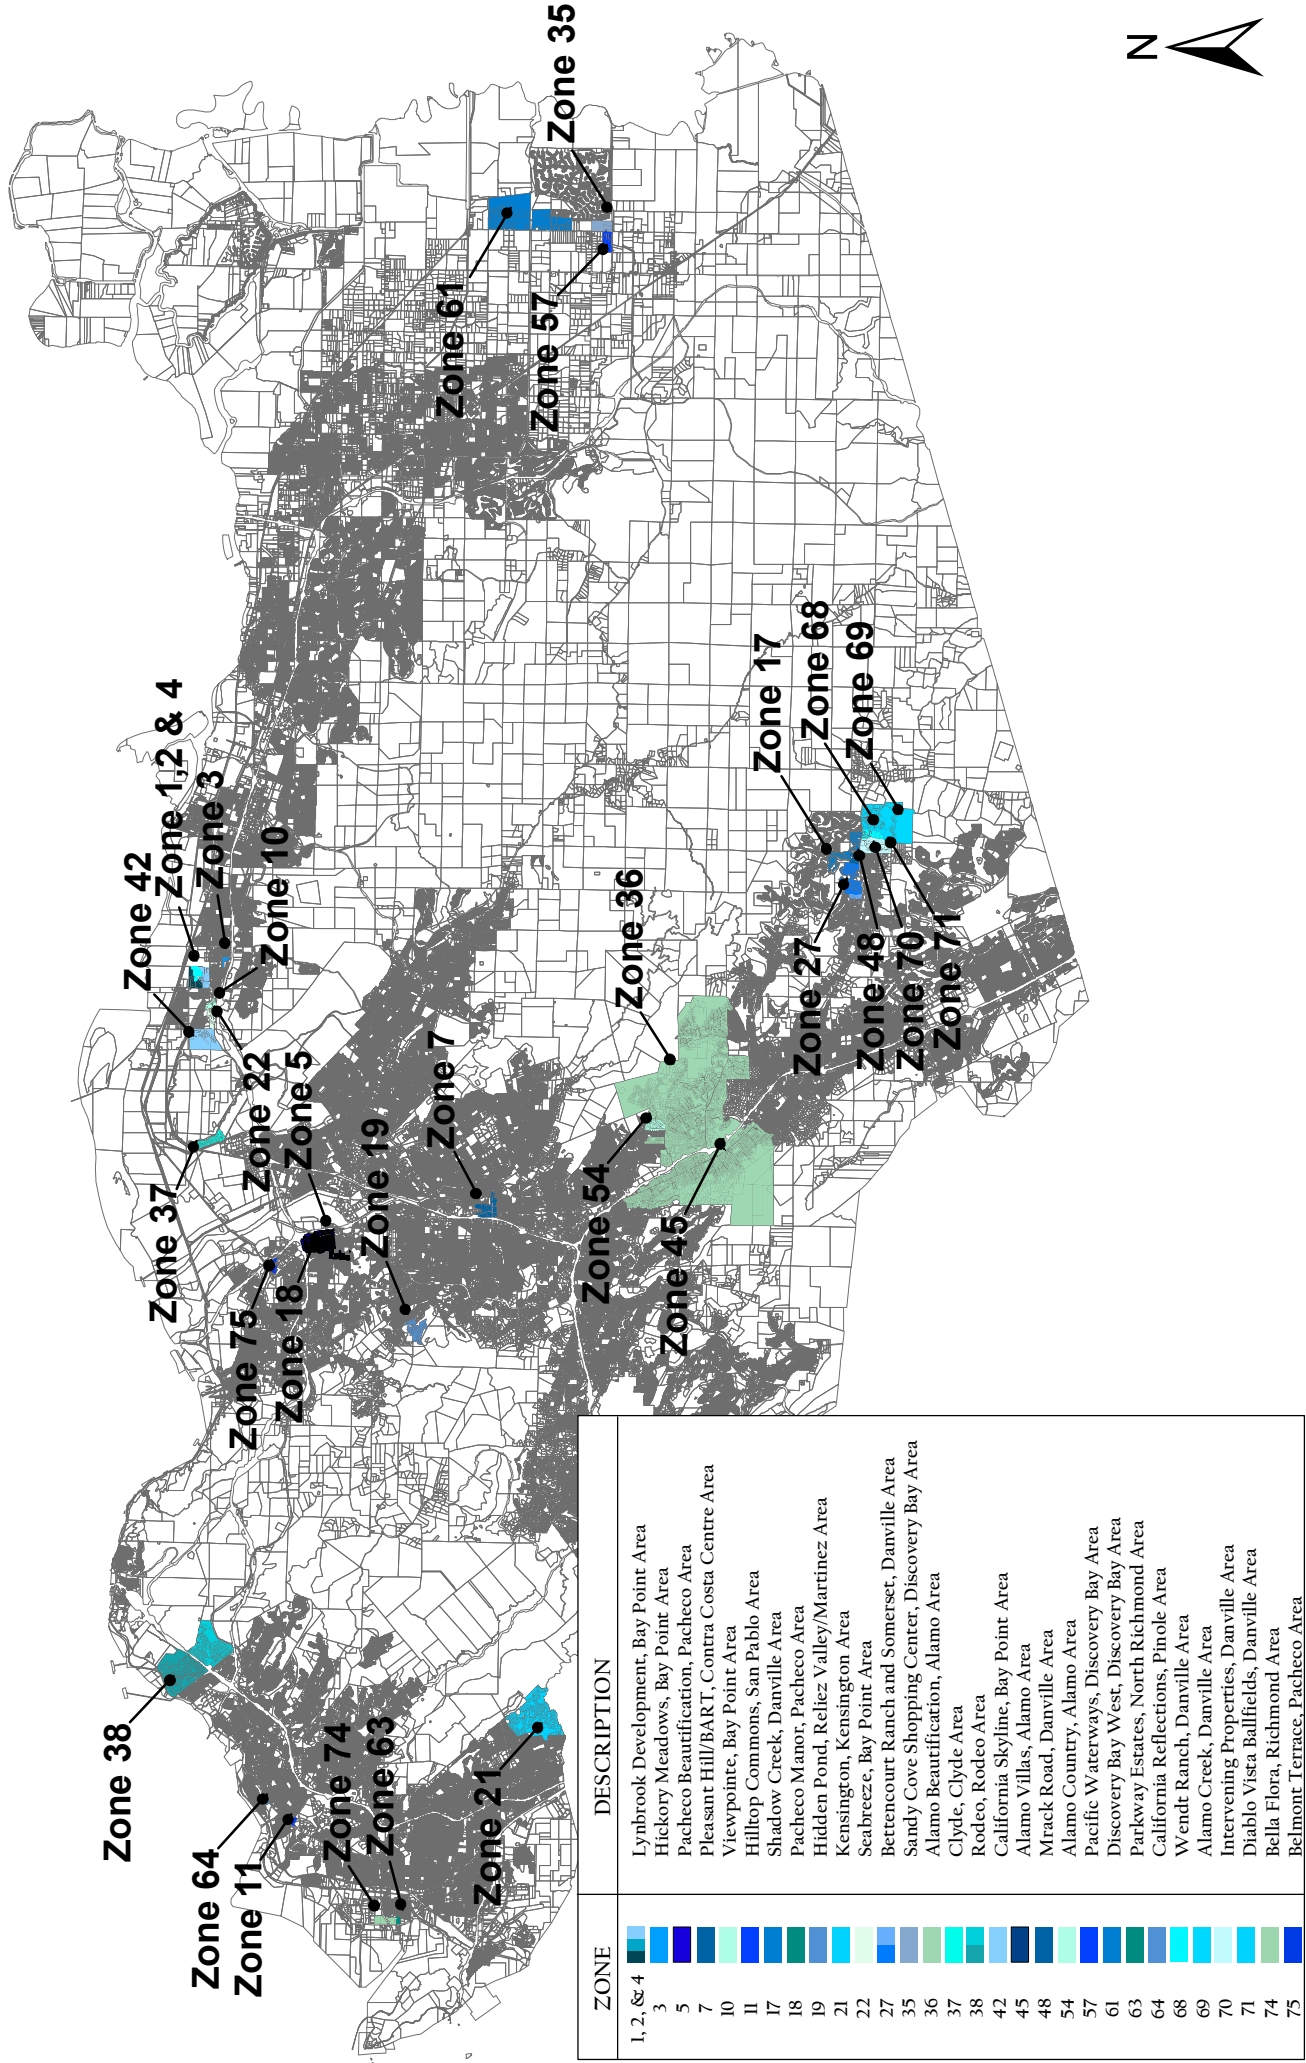 N
Zone 38
Zone 64
Zone 11
Zone 74
Zone 63
Zone 21
Zone 37
Zone 75
Zone 18
Zone 42
Zone 1,2 & 4
Zone 3
Zone 10
Zone 22
Zone 5
Zone 19
Zone 7
Zone 54
Zone 45
Zone 36
Zone 61
Zone 57
Zone 35
Zone 17
Zone 68
Zone 69
Zone 27
Zone 48
Zone 70
Zone 71
ZONE DESCRIPTION
1, 2, & 4 Lynbrook Development, Bay Point Area
3 Hickory Meadows, Bay Point Area
5 Pacheco Beautification, Pacheco Area
7 Pleasant Hill/BART, Contra Costa Centre Area
10 Viewpointe, Bay Point Area
11 Hilltop Commons, San Pablo Area
17 Shadow Creek, Danville Area
18 Pacheco Manor, Pacheco Area
19 Hidden Pond, Reliez Valley/Martinez Area
21 Kensington, Kensington Area
22 Seabreeze, Bay Point Area
27 Bettencourt Ranch and Somerset, Danville Area
35 Sandy Cove Shopping Center, Discovery Bay Area
36 Alamo Beautification, Alamo Area
37 Clyde, Clyde Area
38 Rodeo, Rodeo Area
42 California Skyline, Bay Point Area
45 Alamo Villas, Alamo Area
48 Mrack Road, Danville Area
54 Alamo Country, Alamo Area
57 Pacific Waterways, Discovery Bay Area
61 Discovery Bay West, Discovery Bay Area
63 Parkway Estates, North Richmond Area
64 California Reflections, Pinole Area
68 Wendt Ranch, Danville Area
69 Alamo Creek, Danville Area
70 Intervening Properties, Danville Area
71 Diablo Vista Ballfields, Danville Area
74 Bella Flora, Richmond Area
75 Belmont Terrace, Pacheco Area